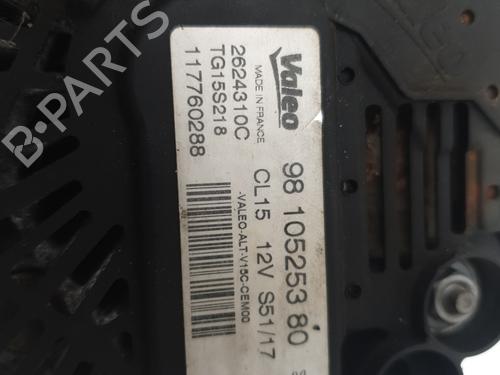 Valeo
MADE IN FRANCE
2624310C
TG15S218
117760288
98 105253 80
CL15 12V S51/17
-VALEO-ALT-V15C-CEM00
B-PARTS